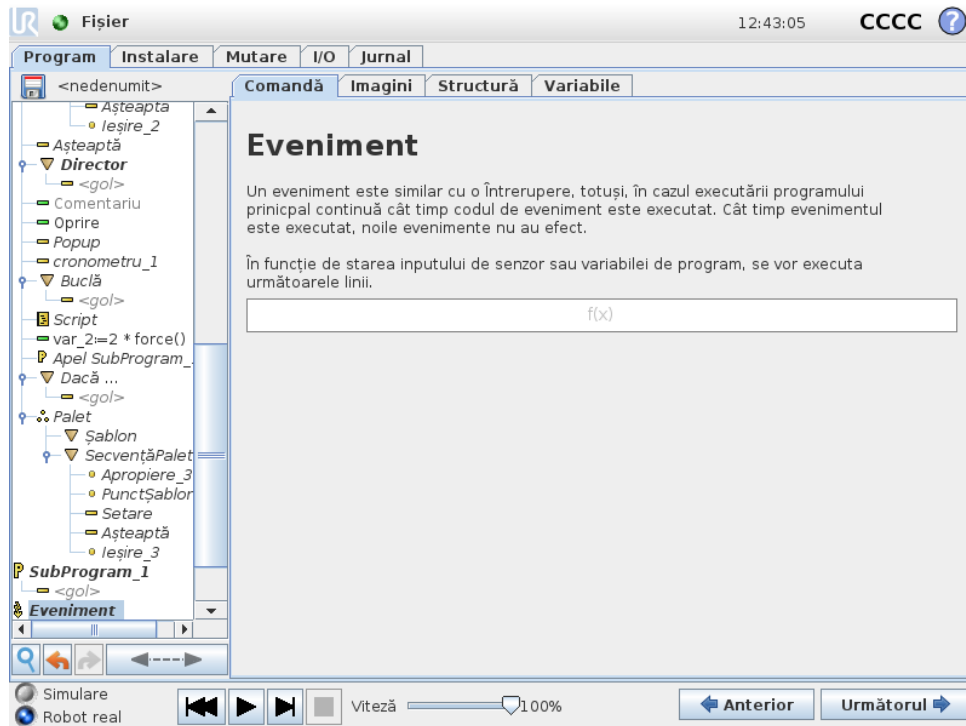 Fișier
12:43:05
CCCC
?
Program Instalare Mutare I/O Jurnal
<nedenumit>
Comandă Imagini Structură Variabile
Așteaptă
Ieșire_2
Așteaptă
Director
<gol>
Comentariu
Oprire
Popup
cronometru_1
Buclă
<gol>
Script
var_2:=2 * force()
Apel SubProgram_
Dacă ...
<gol>
Palet
Șablon
SecvențăPalet
Apropiere_3
PunctȘablon
Setare
Așteaptă
Ieșire_3
SubProgram_1
<gol>
Eveniment
Eveniment
Un eveniment este similar cu o Întrerupere, totuși, în cazul executării programului
prinicpal continuă cât timp codul de eveniment este executat. Cât timp evenimentul
este executat, noile evenimente nu au efect.
În funcție de starea inputului de senzor sau variabilei de program, se vor executa
următoarele linii.
f(x)
Simulare
Robot real
Viteză
100%
Anterior
Următorul